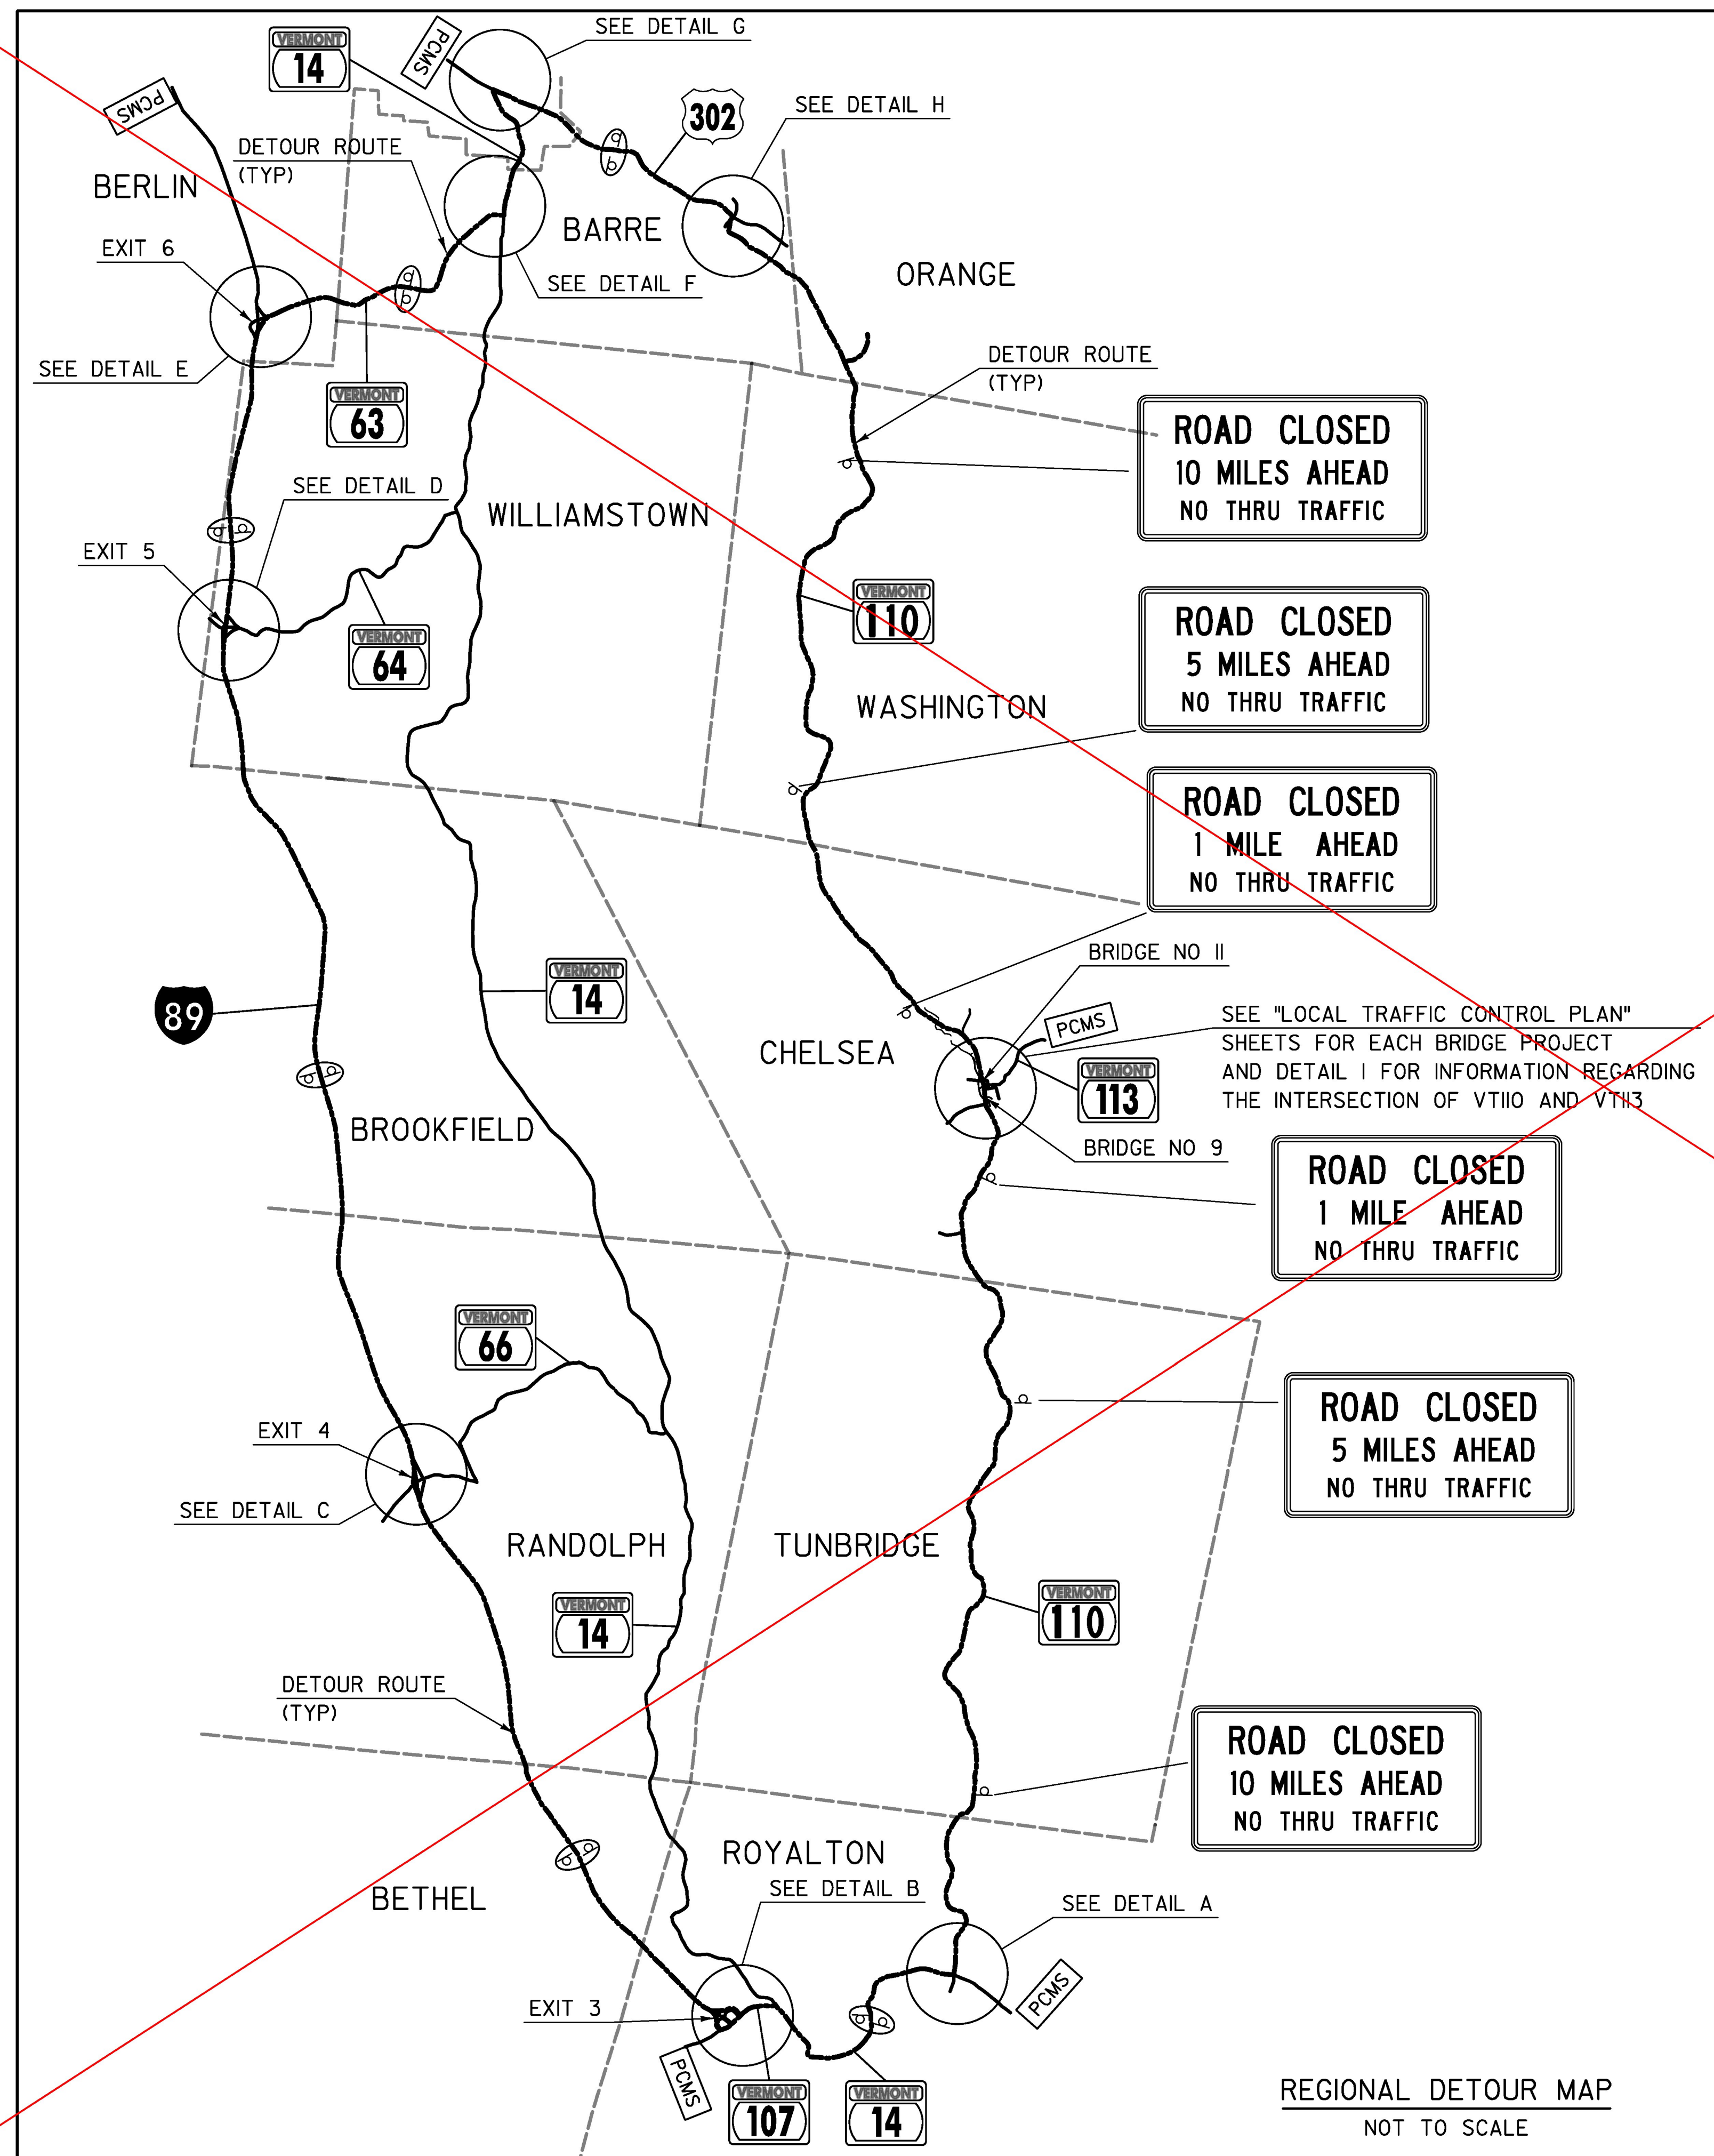 SEE DETAIL G
VERMONT
14
PCMS
PCMS
302
SEE DETAIL H
DETOUR ROUTE
(TYP)
BERLIN
BARRE
EXIT 6
SEE DETAIL F
ORANGE
SEE DETAIL E
VERMONT
63
DETOUR ROUTE
(TYP)
ROAD CLOSED
10 MILES AHEAD
NO THRU TRAFFIC
SEE DETAIL D
WILLIAMSTOWN
EXIT 5
VERMONT
64
VERMONT
110
ROAD CLOSED
5 MILES AHEAD
NO THRU TRAFFIC
WASHINGTON
ROAD CLOSED
1 MILE AHEAD
NO THRU TRAFFIC
BRIDGE NO 11
VERMONT
14
89
PCMS
SEE "LOCAL TRAFFIC CONTROL PLAN"
SHEETS FOR EACH BRIDGE PROJECT
AND DETAIL I FOR INFORMATION REGARDING
THE INTERSECTION OF VT110 AND VT113
CHELSEA
VERMONT
113
BROOKFIELD
BRIDGE NO 9
ROAD CLOSED
1 MILE AHEAD
NO THRU TRAFFIC
VERMONT
66
ROAD CLOSED
5 MILES AHEAD
NO THRU TRAFFIC
EXIT 4
SEE DETAIL C
RANDOLPH
TUNBRIDGE
VERMONT
14
VERMONT
110
DETOUR ROUTE
(TYP)
ROAD CLOSED
10 MILES AHEAD
NO THRU TRAFFIC
ROYALTON
BETHEL
SEE DETAIL B
SEE DETAIL A
EXIT 3
PCMS
PCMS
VERMONT
107
VERMONT
14
REGIONAL DETOUR MAP
NOT TO SCALE